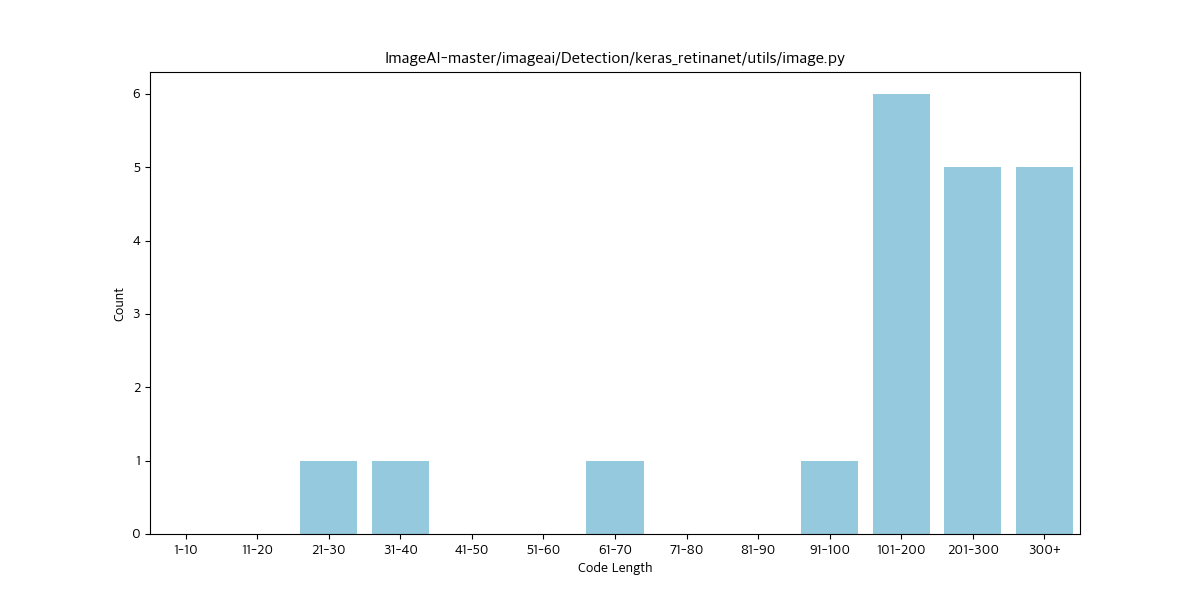 ImageAI-master/imageai/Detection/keras_retinanet/utils/image.py
6
5
4
3
2
1
0
Count
1-10 11-20 21-30 31-40 41-50 51-60 61-70 71-80 81-90 91-100 101-200 201-300 300+
Code Length